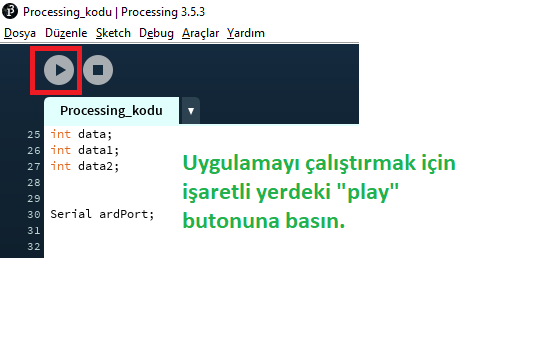 Processing_kodu | Processing 3.5.3
Dosya Düzenle Sketch Debug Araçlar Yardım
Processing_kodu
25 int data;
26 int data1;
27 int data2;
28
29
30 Serial ardPort;
31
32
Uygulamayı çalıştırmak için
işaretli yerdeki "play"
butonuna basın.